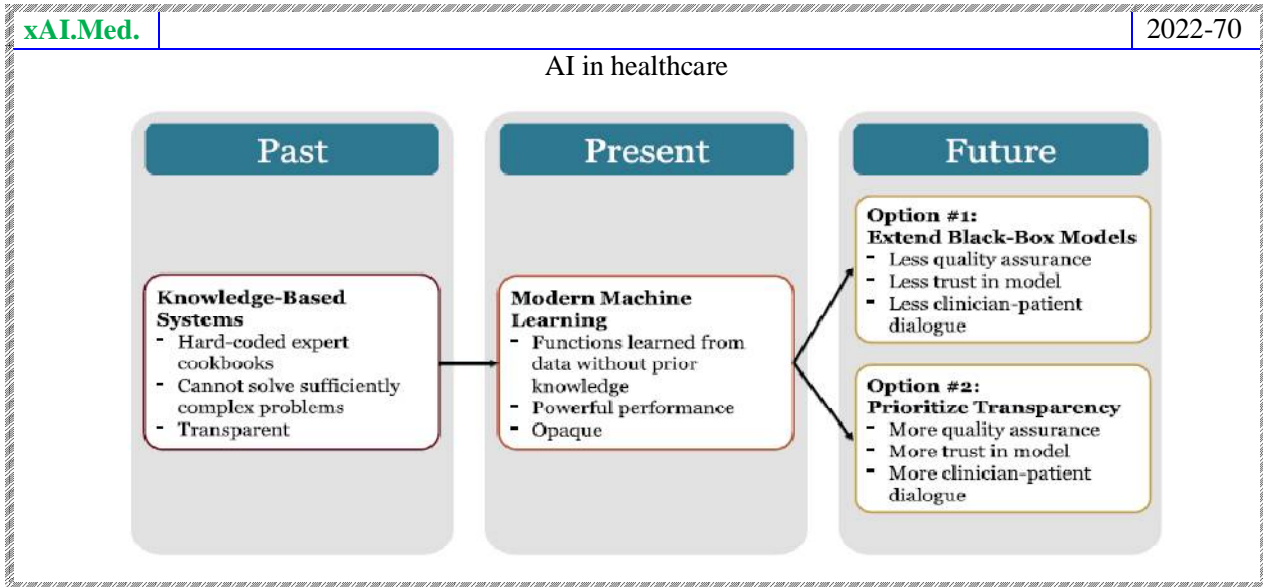 xAI.Med.
2022-70
AI in healthcare
Past
Knowledge-Based
Systems
- Hard-coded expert
cookbooks
- Cannot solve sufficiently
complex problems
- Transparent
Present
Modern Machine
Learning
- Functions learned from
data without prior
knowledge
- Powerful performance
- Opaque
Future
Option #1:
Extend Black-Box Models
- Less quality assurance
- Less trust in model
- Less clinician-patient
dialogue
Option #2:
Prioritize Transparency
- More quality assurance
- More trust in model
- More clinician-patient
dialogue